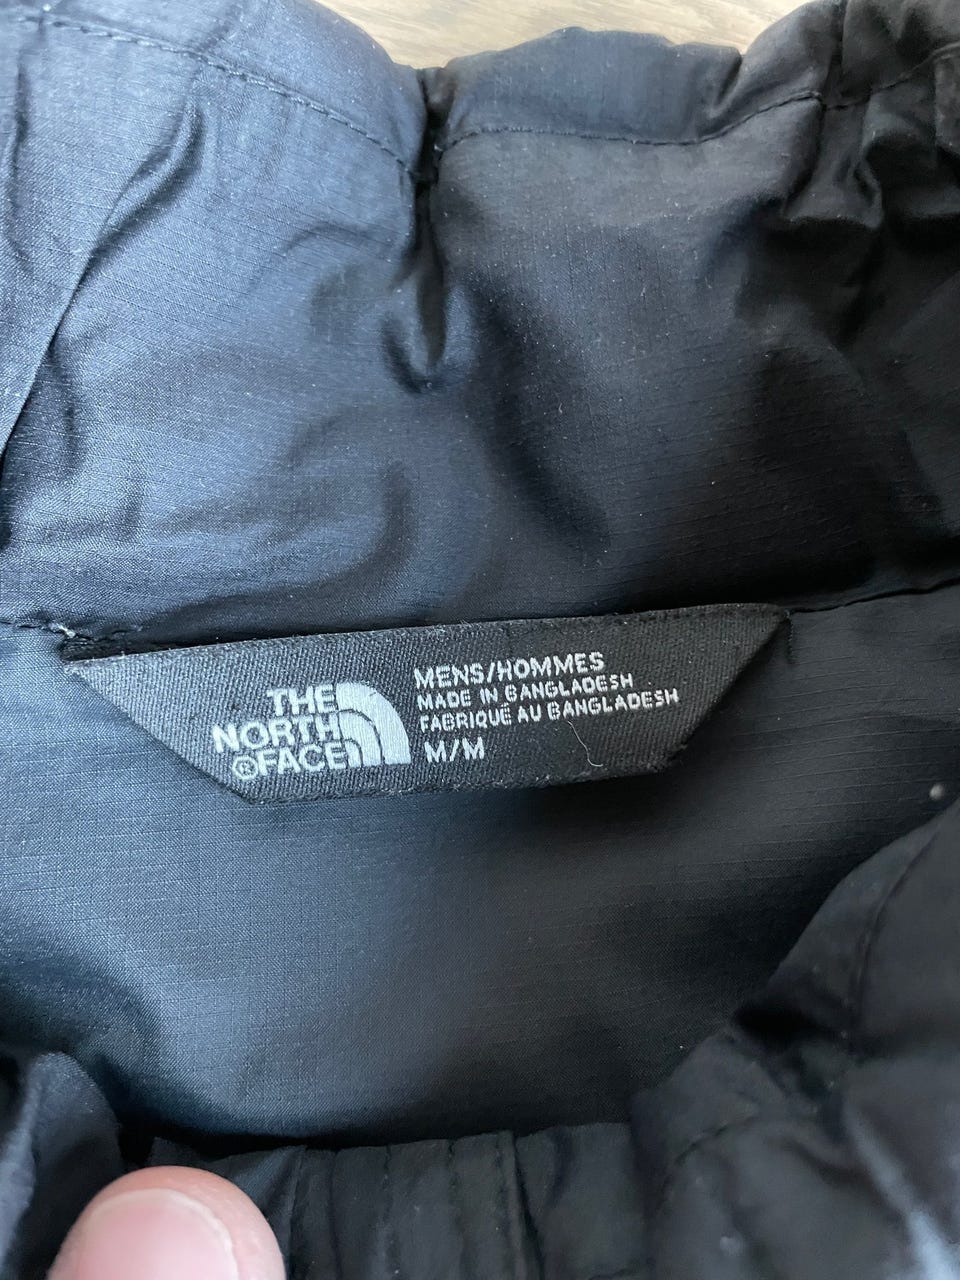 THE
NORTH
®FACE
MENS/HOMMES
MADE IN BANGLADESH
FABRIQUÉ AU BANGLADESH
M/M